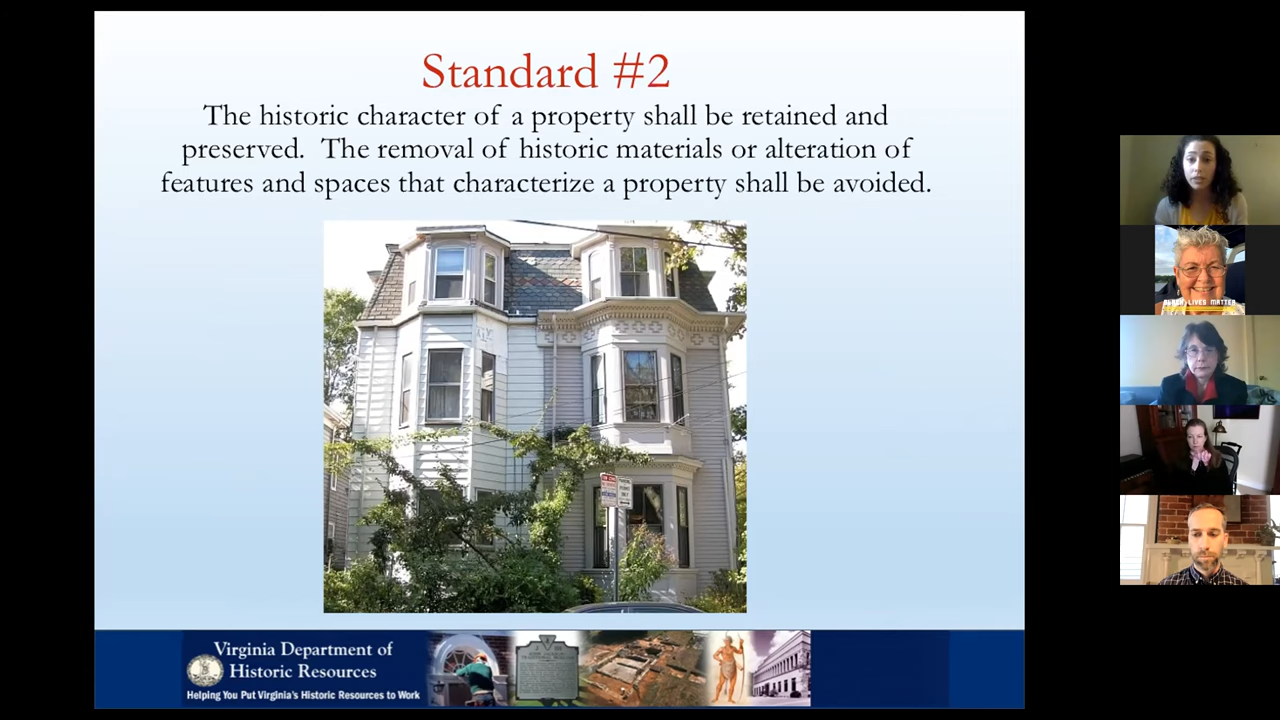 Standard #2
The historic character of a property shall be retained and
preserved. The removal of historic materials or alteration of
features and spaces that characterize a property shall be avoided.
BLACK LIVES MATTER
Virginia Department of
Historic Resources
Helping You Put Virginia's Historic Resources to Work